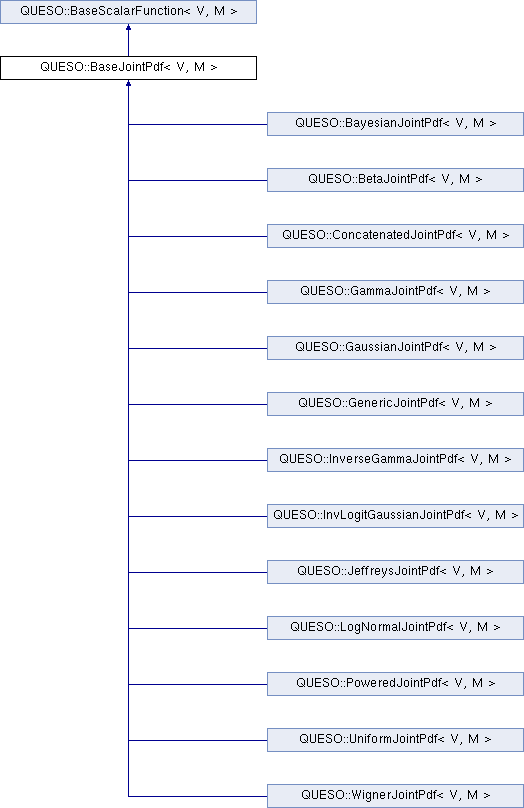 QUESO::BaseScalarFunction< V, M >
QUESO::BaseJointPdf< V, M >
QUESO::BayesianJointPdf< V, M >
QUESO::BetaJointPdf< V, M >
QUESO::ConcatenatedJointPdf< V, M >
QUESO::GammaJointPdf< V, M >
QUESO::GaussianJointPdf< V, M >
QUESO::GenericJointPdf< V, M >
QUESO::InverseGammaJointPdf< V, M >
QUESO::InvLogitGaussianJointPdf< V, M >
QUESO::JeffreysJointPdf< V, M >
QUESO::LogNormalJointPdf< V, M >
QUESO::PoweredJointPdf< V, M >
QUESO::UniformJointPdf< V, M >
QUESO::WignerJointPdf< V, M >